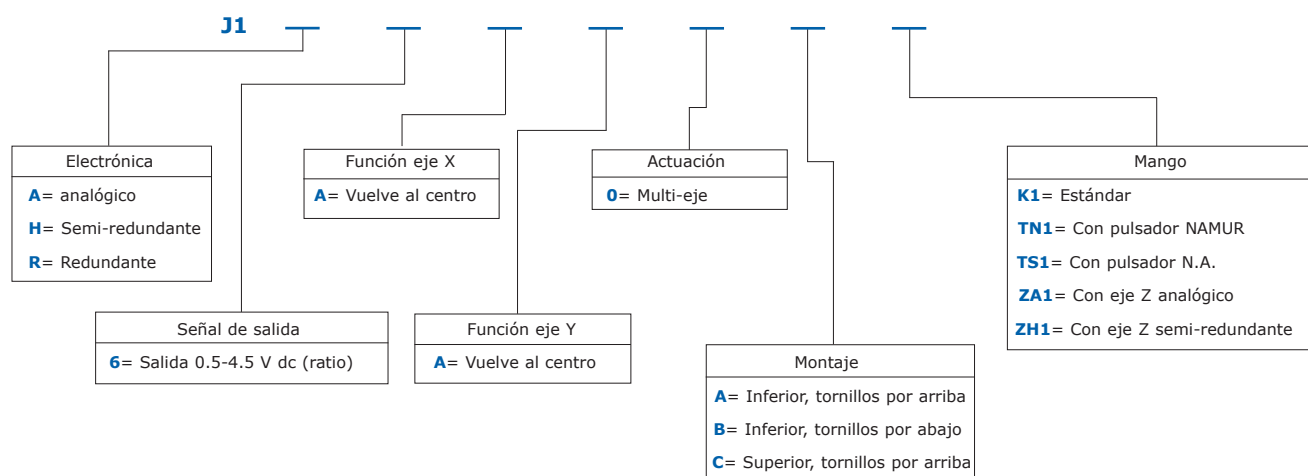 J1
Electrónica
A= analógico
H= Semi-redundante
R= Redundante
Señal de salida
6= Salida 0.5-4.5 V dc (ratio)
Función eje X
A= Vuelve al centro
Función eje Y
A= Vuelve al centro
Actuación
0= Multi-eje
Montaje
A= Inferior, tornillos por arriba
B= Inferior, tornillos por abajo
C= Superior, tornillos por arriba
Mango
K1= Estándar
TN1= Con pulsador NAMUR
TS1= Con pulsador N.A.
ZA1= Con eje Z analógico
ZH1= Con eje Z semi-redundante